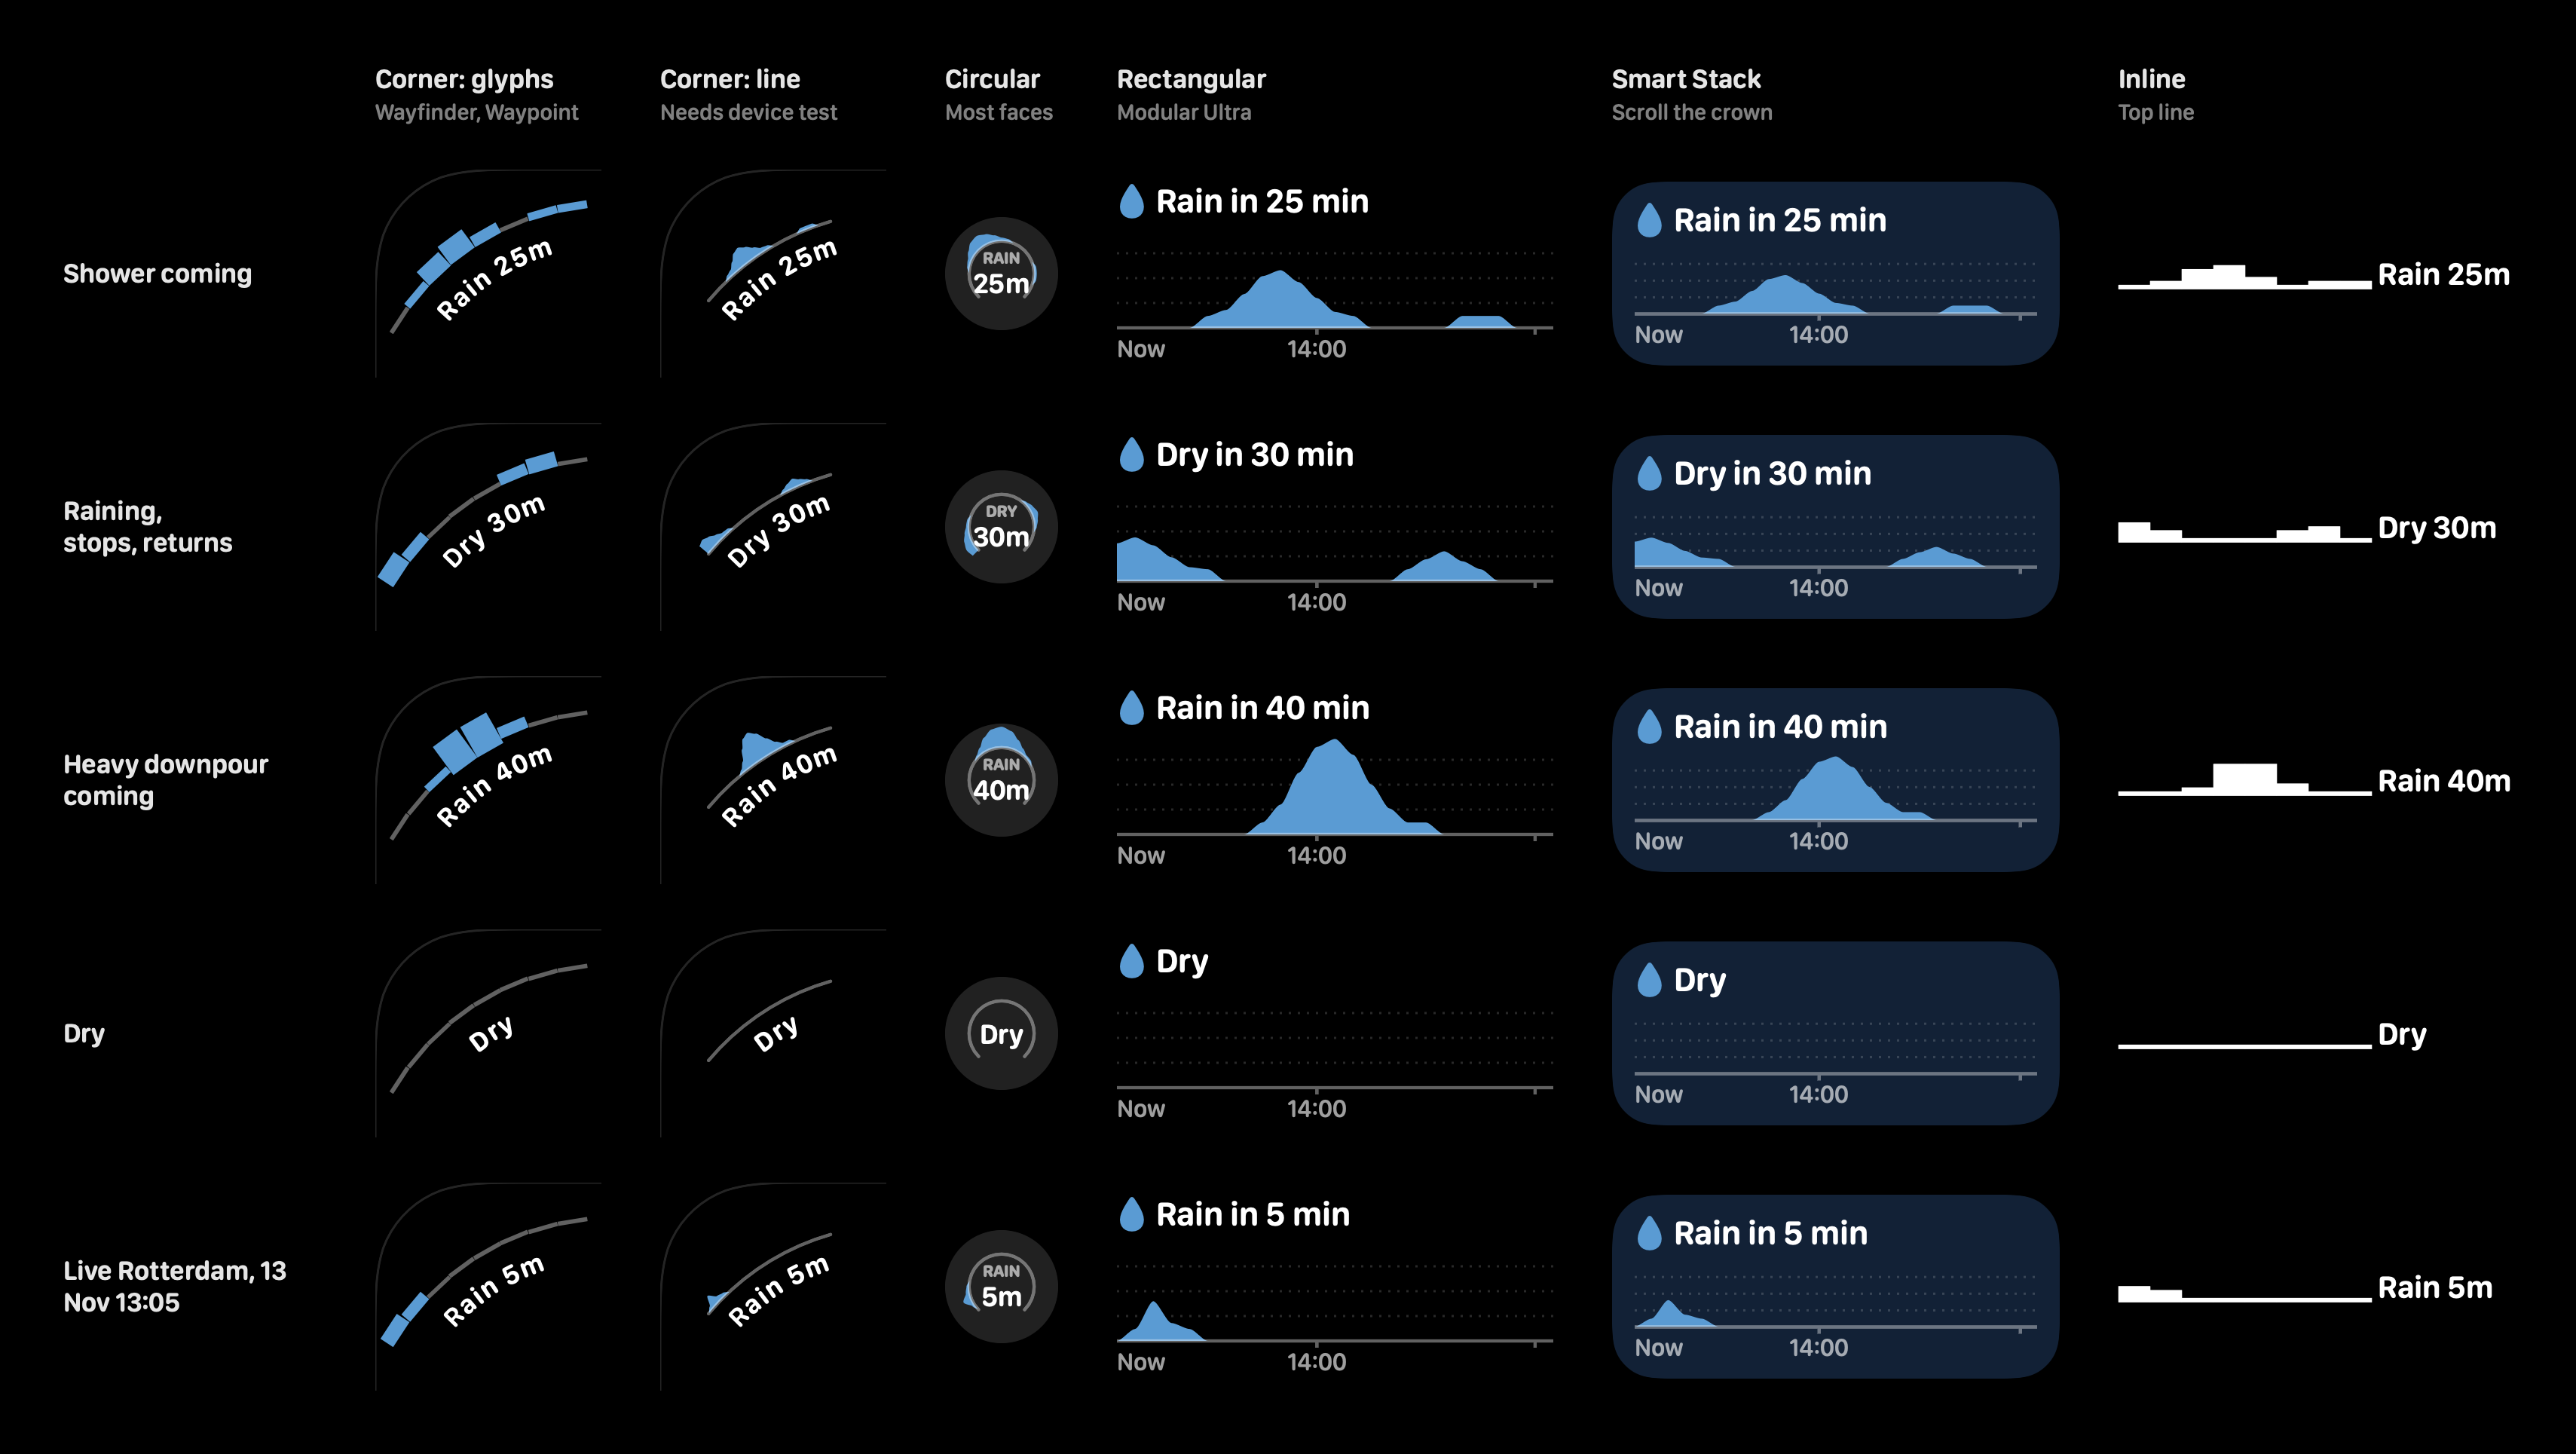 Corner: glyphs
Wayfinder, Waypoint
Corner: line
Needs device test
Circular
Most faces
Rectangular
Modular Ultra
Smart Stack
Scroll the crown
Inline
Top line
Shower coming
Rain 25m
Rain 25m
RAIN
25m
Rain in 25 min
Now
14:00
Rain in 25 min
Now
14:00
Rain 25m
Raining,
stops, returns
Dry 30m
Dry 30m
DRY
30m
Dry in 30 min
Now
14:00
Dry in 30 min
Now
14:00
Dry 30m
Heavy downpour
coming
Rain 40m
Rain 40m
RAIN
40m
Rain in 40 min
Now
14:00
Rain in 40 min
Now
14:00
Rain 40m
Dry
Dry
Dry
Dry
Dry
Now
14:00
Dry
Now
14:00
Dry
Live Rotterdam, 13
Nov 13:05
Rain 5m
Rain 5m
RAIN
5m
Rain in 5 min
Now
14:00
Rain in 5 min
Now
14:00
Rain 5m